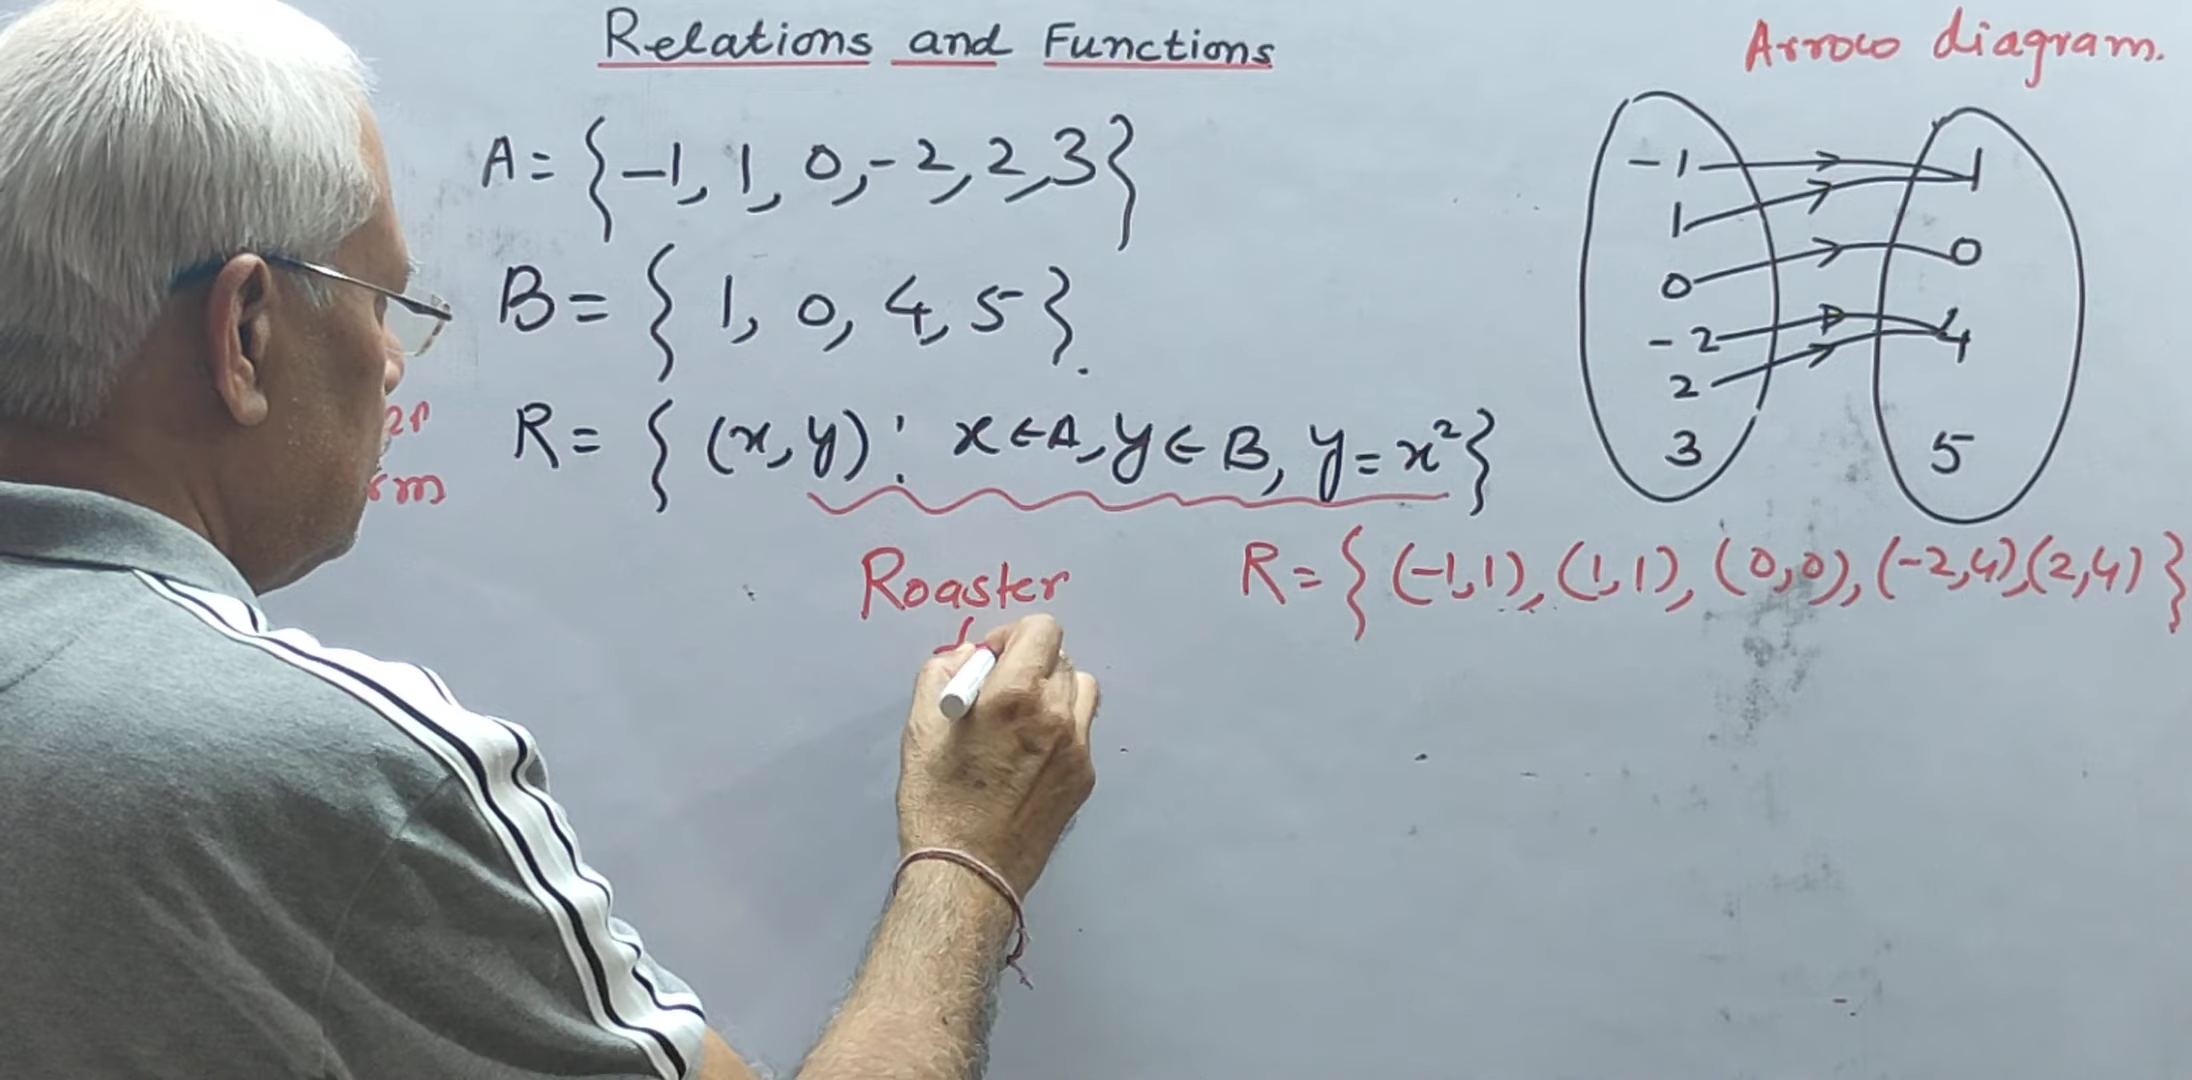 Relations and Functions
A = {-1, 1, 0, -2, 2, 3}
B = { 1, 0, 4, 5 }.
R = { (x, y) : x ∈ A, y ∈ B, y = x² }
Roaster
Arrow diagram.
-1 1
1
0 0
-2 4
2
3 5
R = { (-1,1), (1,1), (0,0), (-2,4), (2,4) }